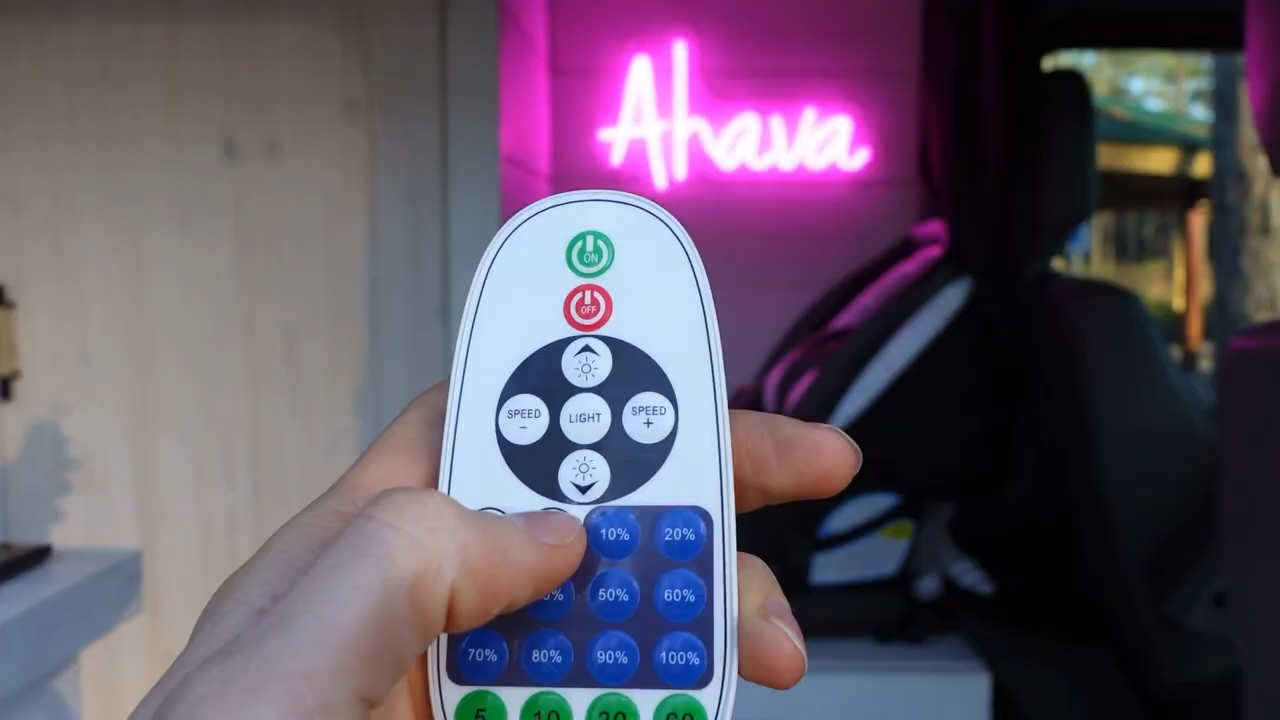 Ahava
ON
OFF
SPEED
-
LIGHT
SPEED
+
10% 20%
50% 60%
70% 80% 90% 100%
5 10 30 60